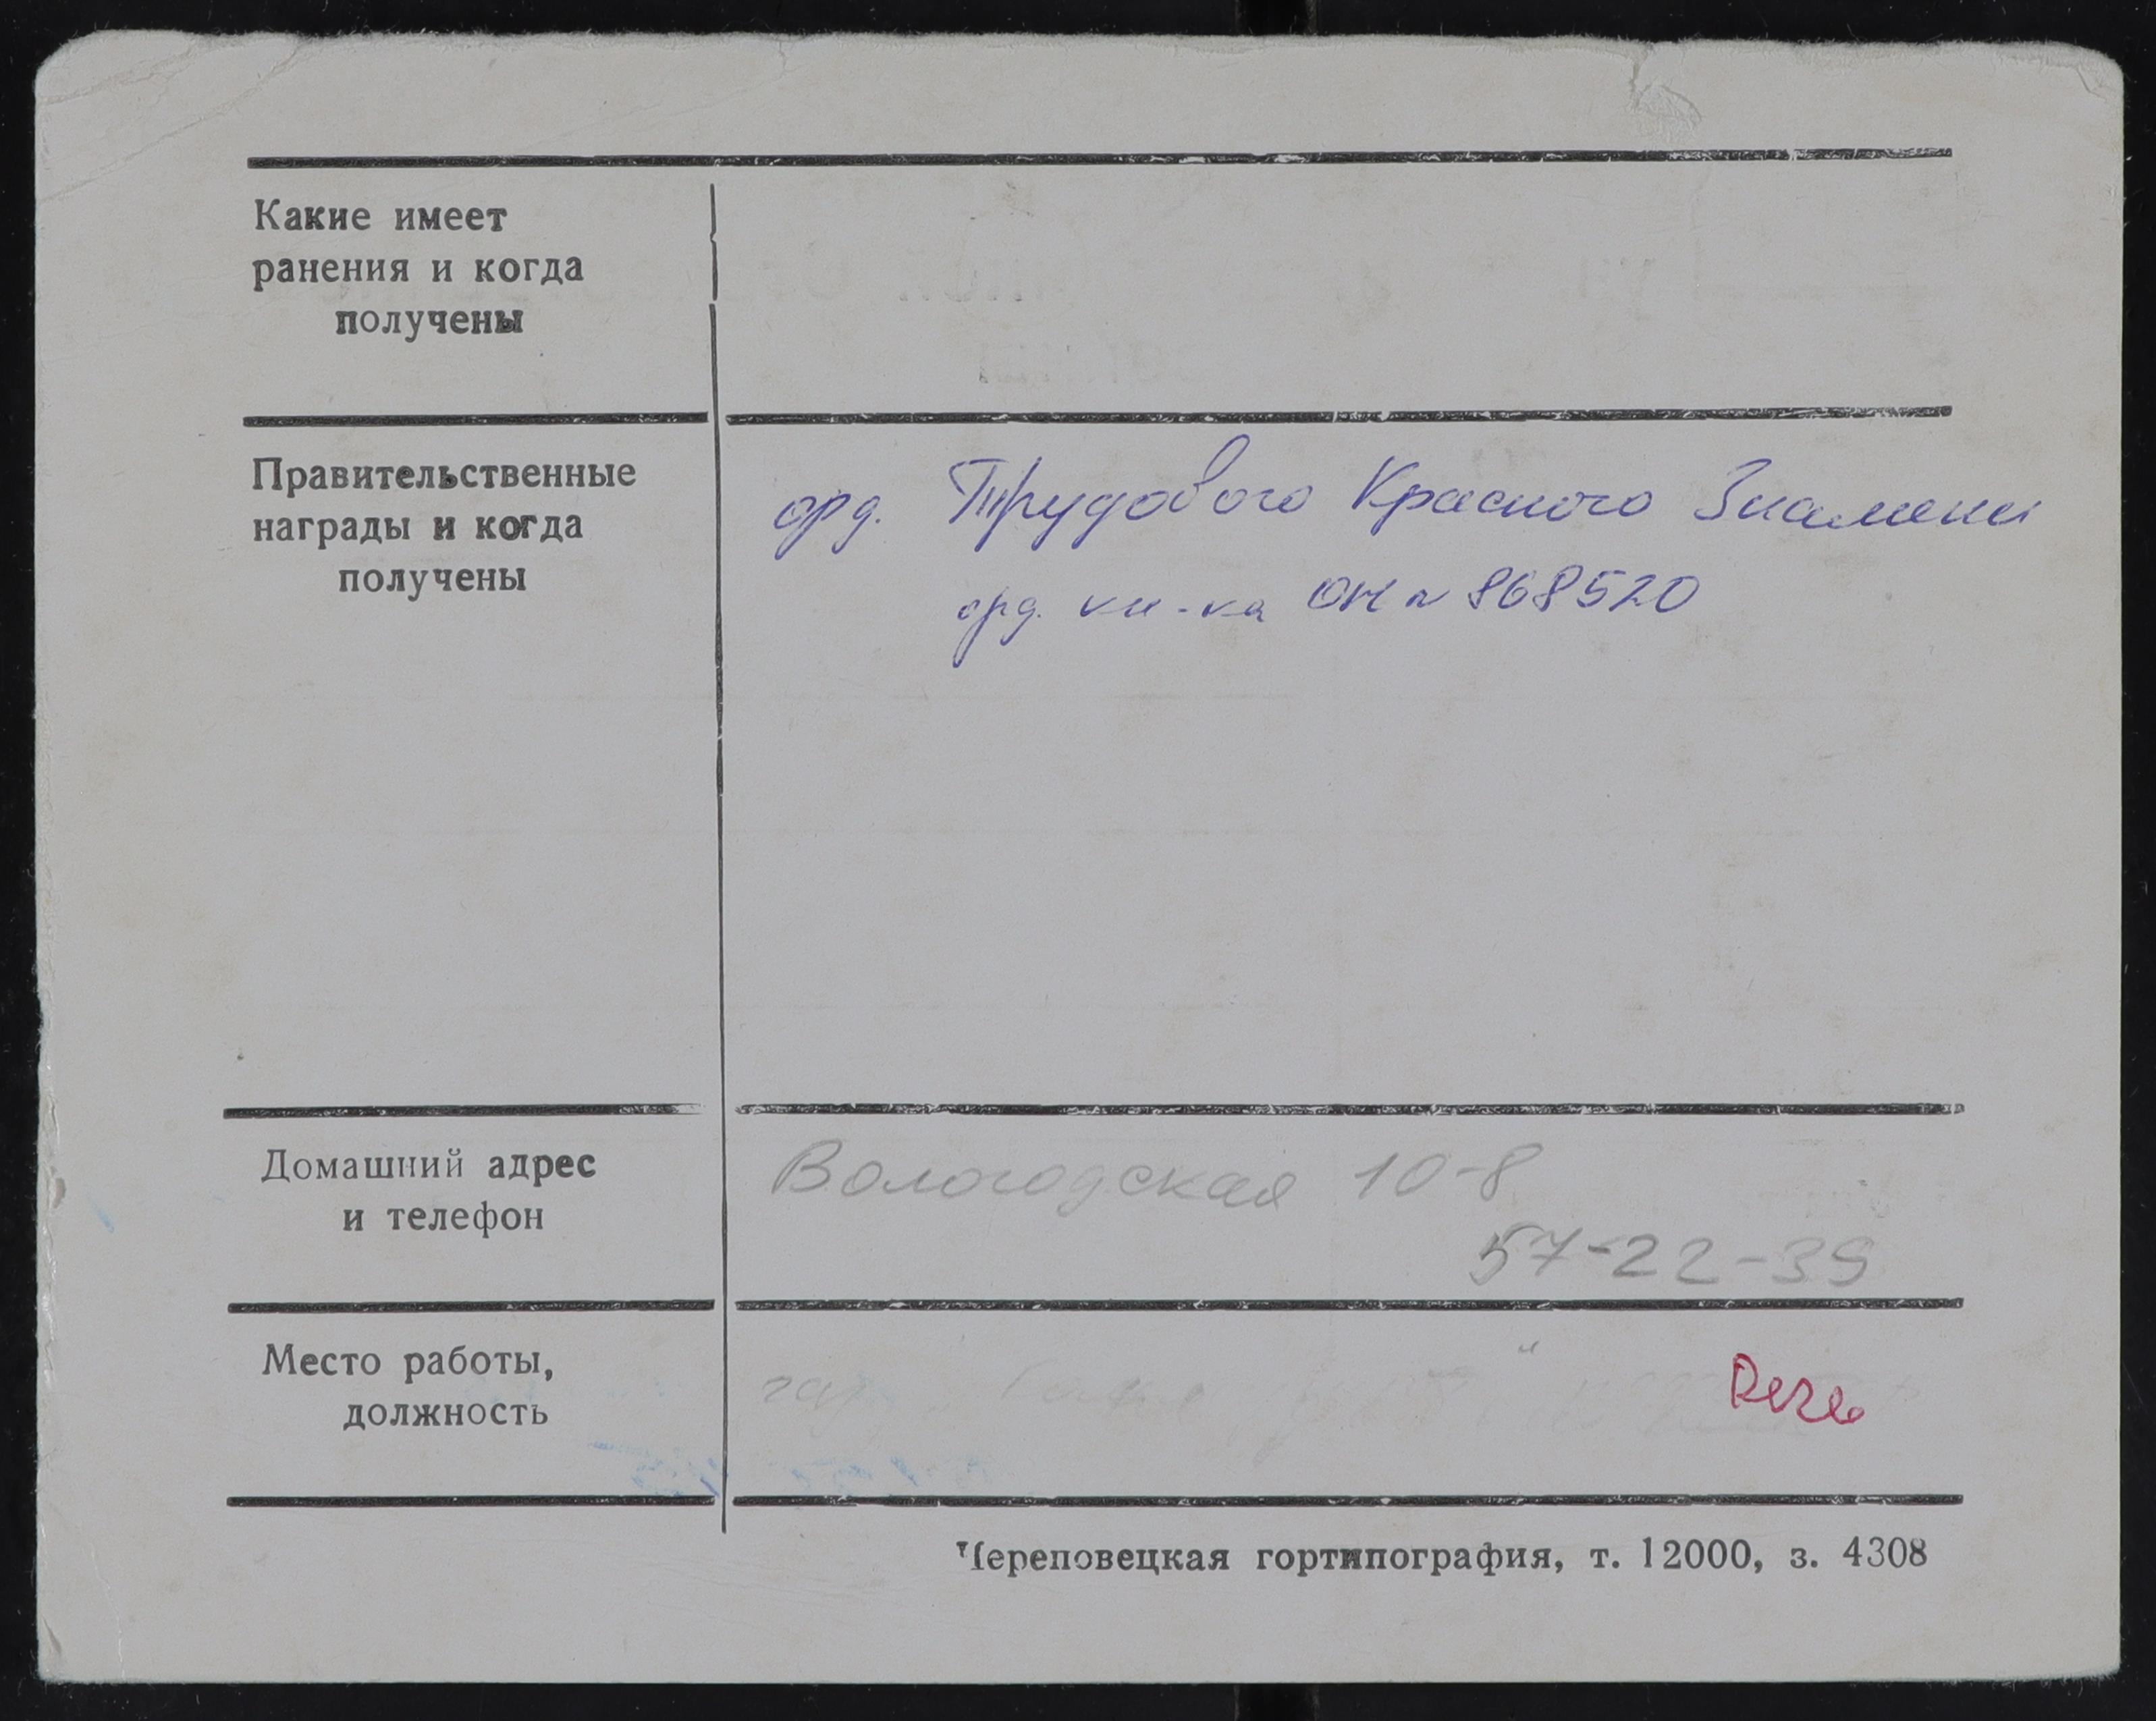 Какие имеет
ранения и когда
получены
Правительственные
награды и когда
получены
орд. Трудового Красного Знамени
орд. кн-ка ОН № 868520
Домашний адрес
и телефон
Вологодская 10-8
57-22-39
Место работы,
должность
Череповецкая гортипография, т. 12000, з. 4308